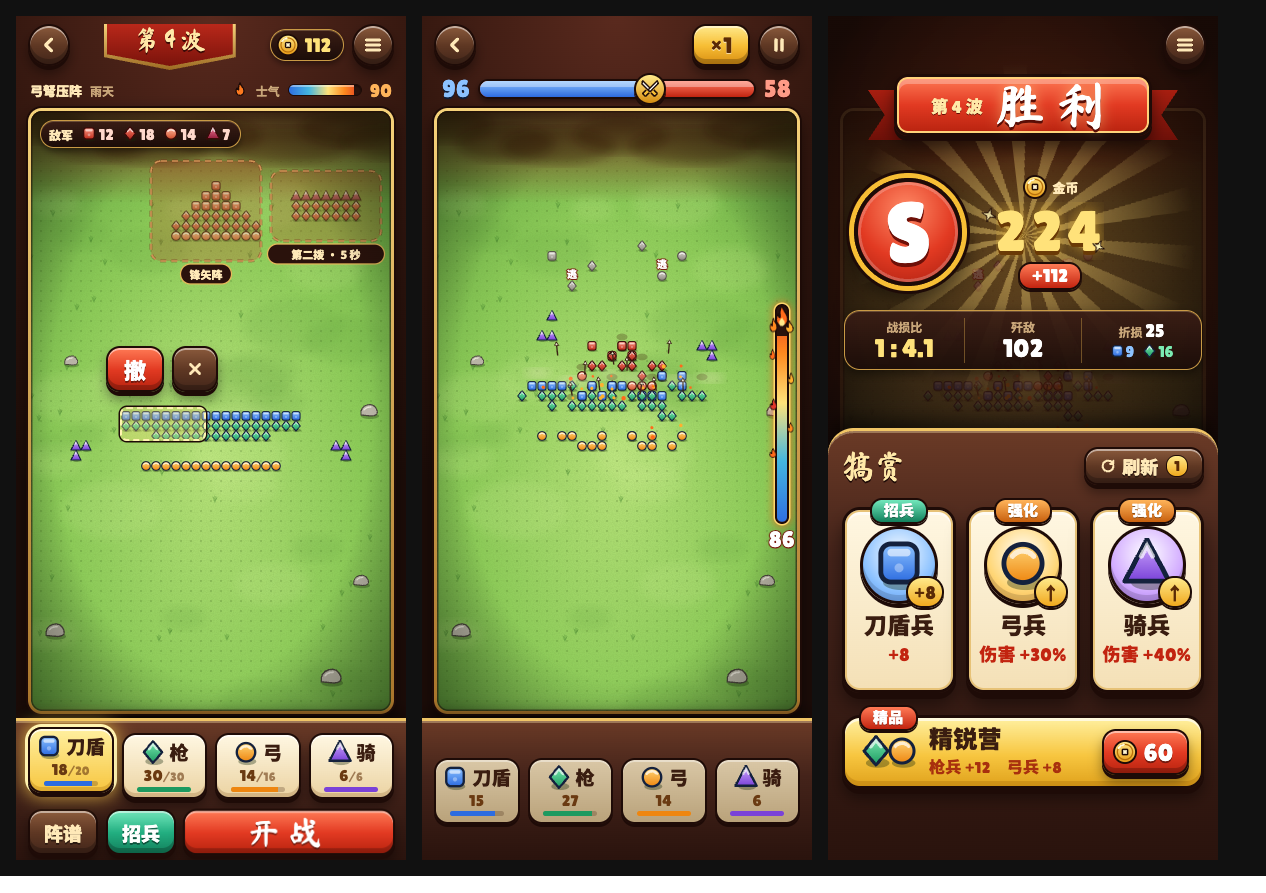 第4波
112
弓弩压阵 雨天
士气 90
敌军 12 18 14 7
第二拨 · 5秒
锋矢阵
撤 ×
刀盾
18/20
枪
30/30
弓
14/16
骑
6/6
阵谱
招兵
开战
×1
96
58
逃
逃
86
刀盾
15
枪
27
弓
14
骑
6
第4波 胜利
S
金币
224
+112
战损比
1:4.1
歼敌
102
折损 25
9 16
犒赏
刷新 1
招兵
+8
刀盾兵
+8
强化
↑
弓兵
伤害 +30%
强化
↑
骑兵
伤害 +40%
精品
精锐营
枪兵 +12 弓兵 +8
60